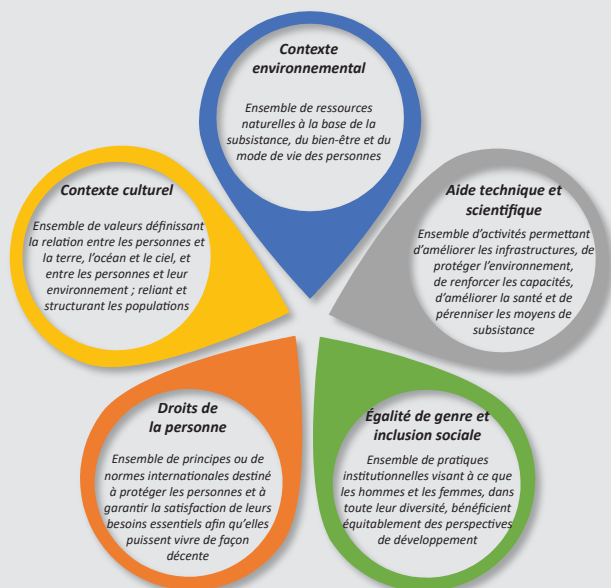 Contexte
environnemental
Ensemble de ressources
naturelles à la base de la
subsistance, du bien-être et du
mode de vie des personnes
Aide technique et
scientifique
Ensemble d'activités permettant
d'améliorer les infrastructures, de
protéger l'environnement,
de renforcer les capacités,
d'améliorer la santé et de
pérenniser les moyens de
subsistance
Égalité de genre et
inclusion sociale
Ensemble de pratiques
institutionnelles visant à ce que
les hommes et les femmes, dans
toute leur diversité, bénéficient
équitablement des perspectives
de développement
Droits de
la personne
Ensemble de principes ou de
normes internationales destiné
à protéger les personnes et à
garantir la satisfaction de leurs
besoins essentiels afin qu'elles
puissent vivre de façon
décente
Contexte culturel
Ensemble de valeurs définissant
la relation entre les personnes et
la terre, l'océan et le ciel, et
entre les personnes et leur
environnement ; reliant et
structurant les populations